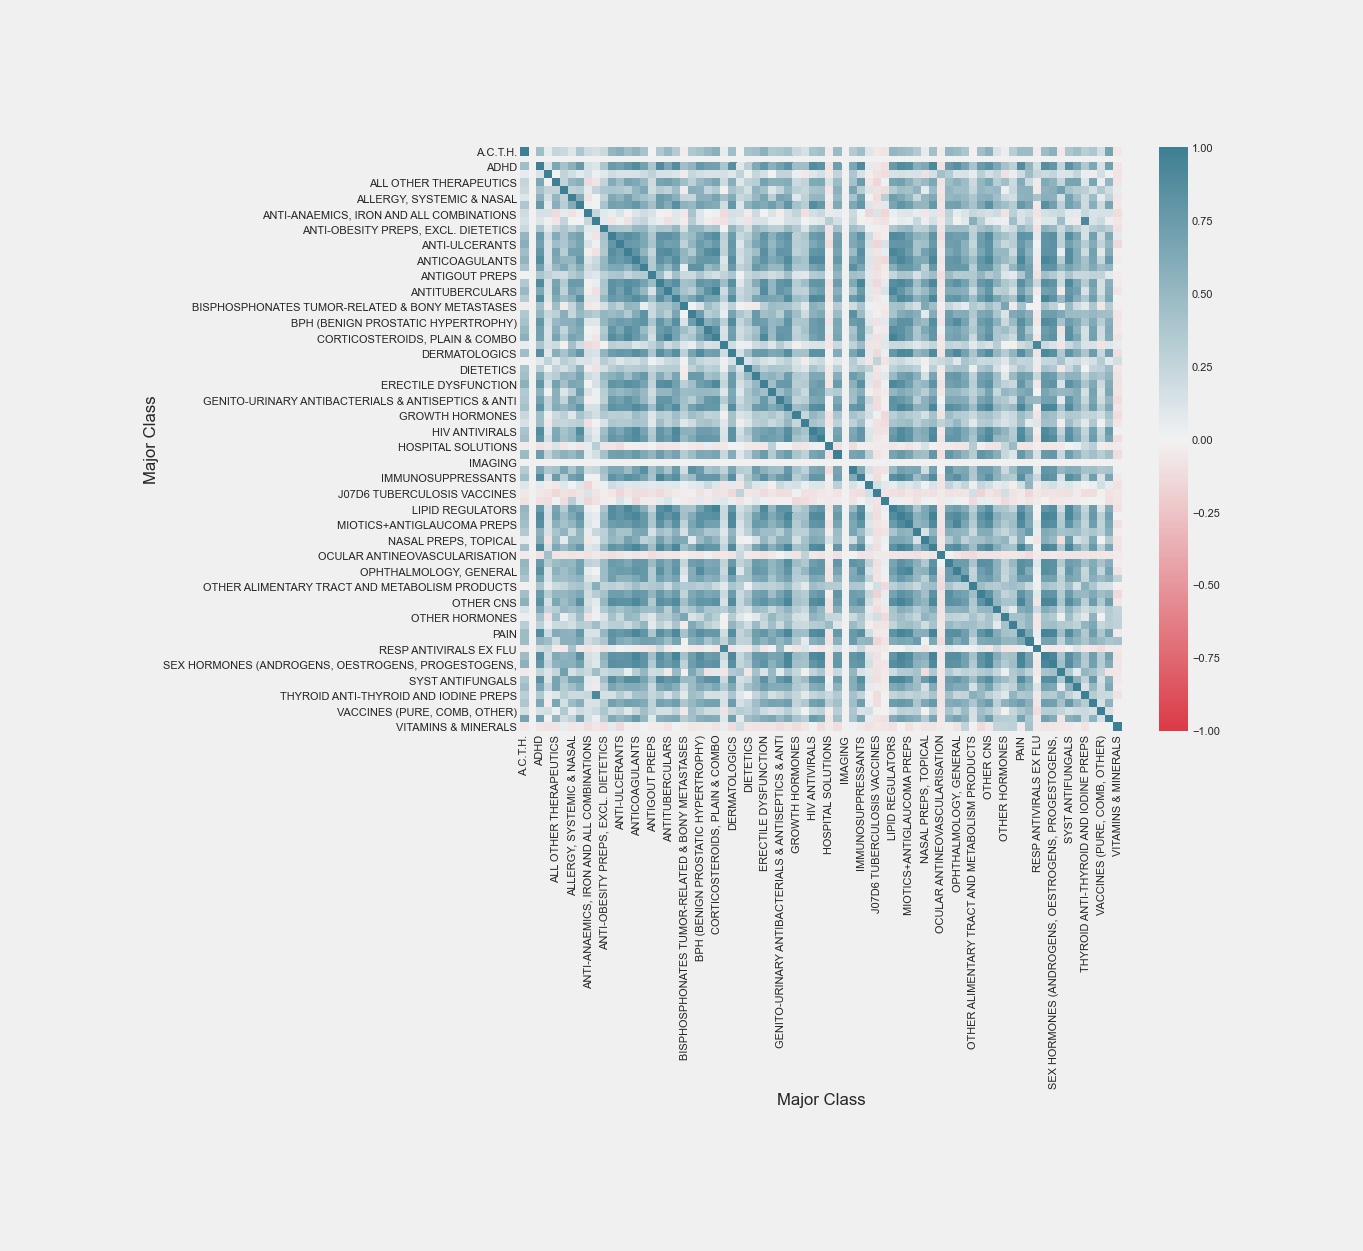 A.C.T.H.
ADHD
ALL OTHER THERAPEUTICS
ALLERGY, SYSTEMIC & NASAL
ANTI-ANAEMICS, IRON AND ALL COMBINATIONS
ANTI-OBESITY PREPS, EXCL. DIETETICS
ANTI-ULCERANTS
ANTICOAGULANTS
ANTIGOUT PREPS
ANTITUBERCULARS
BISPHOSPHONATES TUMOR-RELATED & BONY METASTASES
BPH (BENIGN PROSTATIC HYPERTROPHY)
CORTICOSTEROIDS, PLAIN & COMBO
DERMATOLOGICS
DIETETICS
ERECTILE DYSFUNCTION
GENITO-URINARY ANTIBACTERIALS & ANTISEPTICS & ANTI
GROWTH HORMONES
HIV ANTIVIRALS
HOSPITAL SOLUTIONS
IMAGING
IMMUNOSUPPRESSANTS
J07D6 TUBERCULOSIS VACCINES
LIPID REGULATORS
MIOTICS+ANTIGLAUCOMA PREPS
NASAL PREPS, TOPICAL
OCULAR ANTINEOVASCULARISATION
OPHTHALMOLOGY, GENERAL
OTHER ALIMENTARY TRACT AND METABOLISM PRODUCTS
OTHER CNS
OTHER HORMONES
PAIN
RESP ANTIVIRALS EX FLU
SEX HORMONES (ANDROGENS, OESTROGENS, PROGESTOGENS,
SYST ANTIFUNGALS
THYROID ANTI-THYROID AND IODINE PREPS
VACCINES (PURE, COMB, OTHER)
VITAMINS & MINERALS
Major Class
A.C.T.H.
ADHD
ALL OTHER THERAPEUTICS
ALLERGY, SYSTEMIC & NASAL
ANTI-ANAEMICS, IRON AND ALL COMBINATIONS
ANTI-OBESITY PREPS, EXCL. DIETETICS
ANTI-ULCERANTS
ANTICOAGULANTS
ANTIGOUT PREPS
ANTITUBERCULARS
BISPHOSPHONATES TUMOR-RELATED & BONY METASTASES
BPH (BENIGN PROSTATIC HYPERTROPHY)
CORTICOSTEROIDS, PLAIN & COMBO
DERMATOLOGICS
DIETETICS
ERECTILE DYSFUNCTION
GENITO-URINARY ANTIBACTERIALS & ANTISEPTICS & ANTI
GROWTH HORMONES
HIV ANTIVIRALS
HOSPITAL SOLUTIONS
IMAGING
IMMUNOSUPPRESSANTS
J07D6 TUBERCULOSIS VACCINES
LIPID REGULATORS
MIOTICS+ANTIGLAUCOMA PREPS
NASAL PREPS, TOPICAL
OCULAR ANTINEOVASCULARISATION
OPHTHALMOLOGY, GENERAL
OTHER ALIMENTARY TRACT AND METABOLISM PRODUCTS
OTHER CNS
OTHER HORMONES
PAIN
RESP ANTIVIRALS EX FLU
SEX HORMONES (ANDROGENS, OESTROGENS, PROGESTOGENS,
SYST ANTIFUNGALS
THYROID ANTI-THYROID AND IODINE PREPS
VACCINES (PURE, COMB, OTHER)
VITAMINS & MINERALS
Major Class
1.00
0.75
0.50
0.25
0.00
−0.25
−0.50
−0.75
−1.00